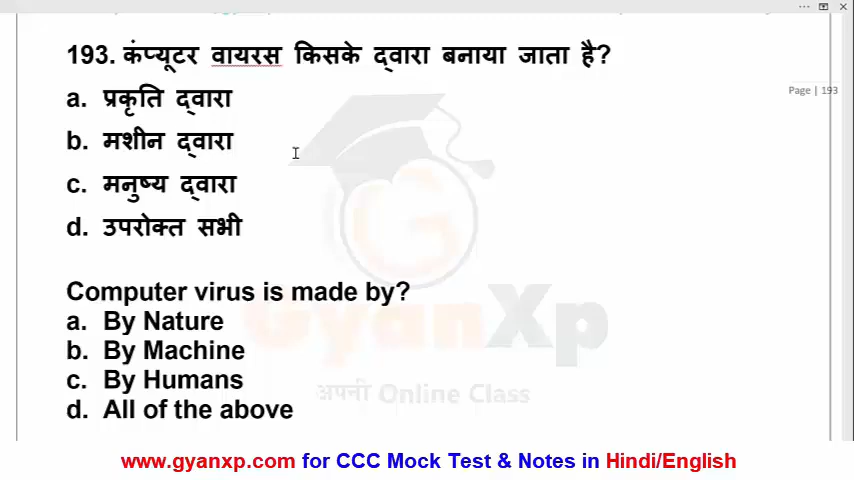 193. कंप्यूटर वायरस किसके द्वारा बनाया जाता है?
Page | 193
a. प्रकृति द्वारा
b. मशीन द्वारा
c. मनुष्य द्वारा
d. उपरोक्त सभी
Computer virus is made by?
a. By Nature
b. By Machine
c. By Humans
d. All of the above
GyanXp
अपनी Online Class
www.gyanxp.com for CCC Mock Test & Notes in Hindi/English